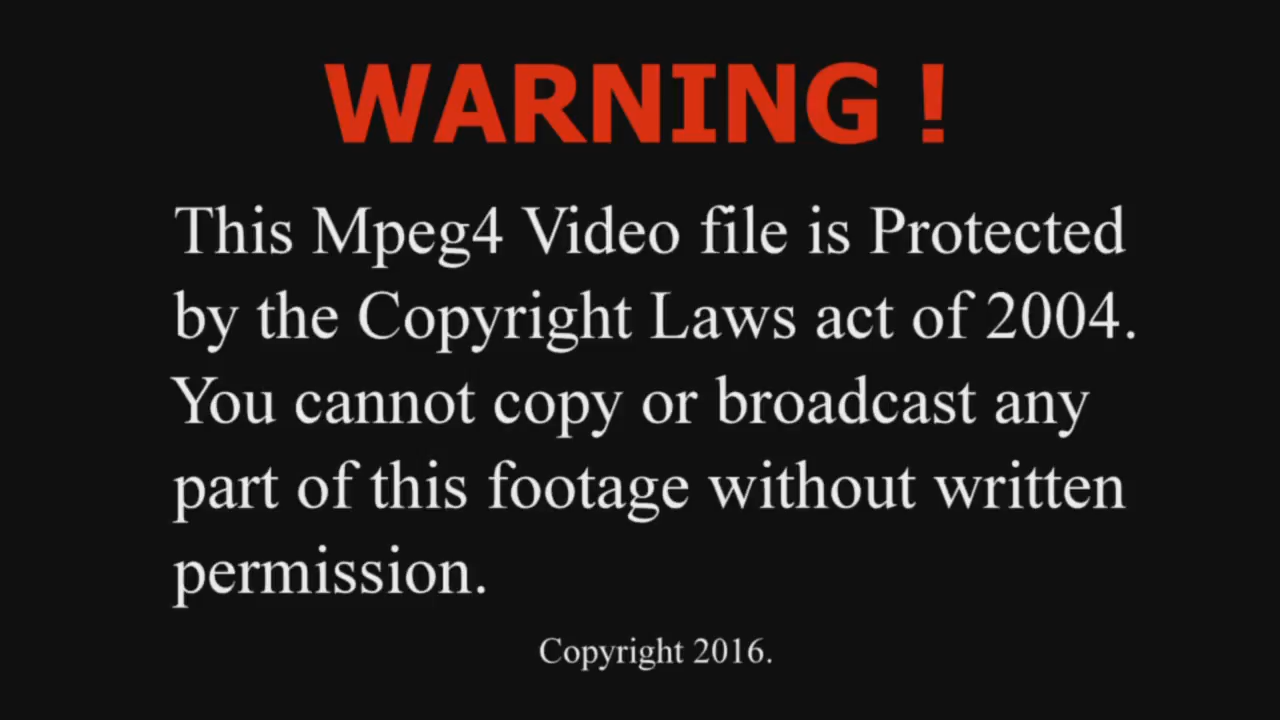 WARNING !
This Mpeg4 Video file is Protected
by the Copyright Laws act of 2004.
You cannot copy or broadcast any
part of this footage without written
permission.
Copyright 2016.